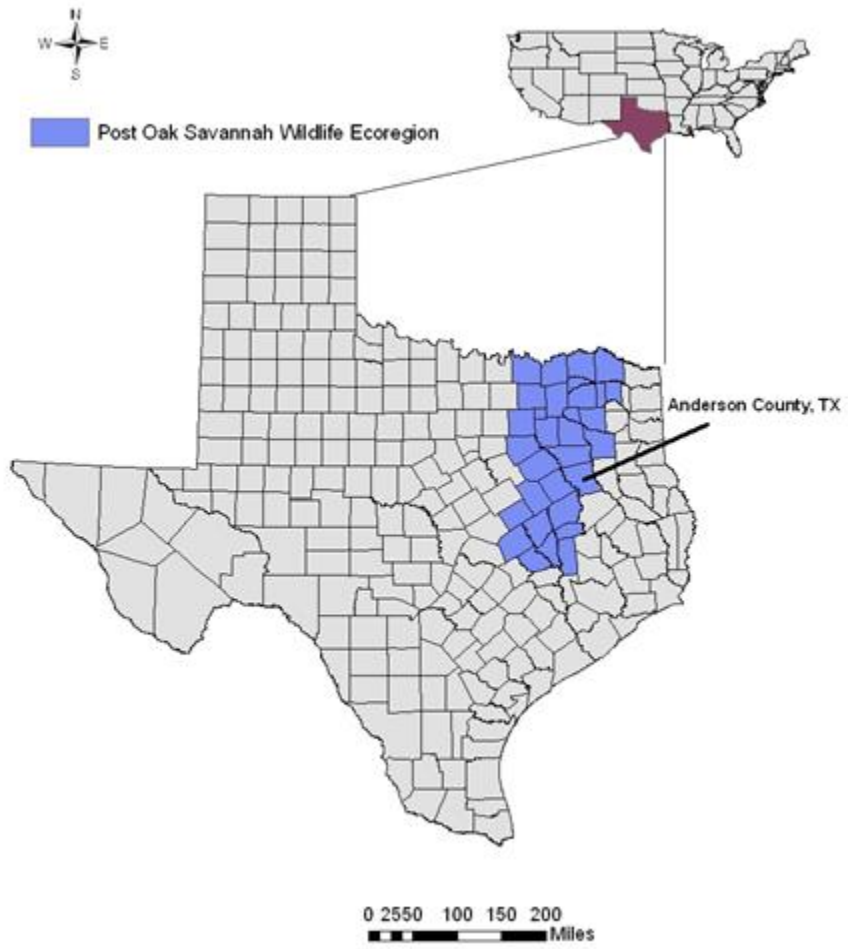 N
W E
S
Post Oak Savannah Wildlife Ecoregion
Anderson County, TX
0 2550 100 150 200
Miles